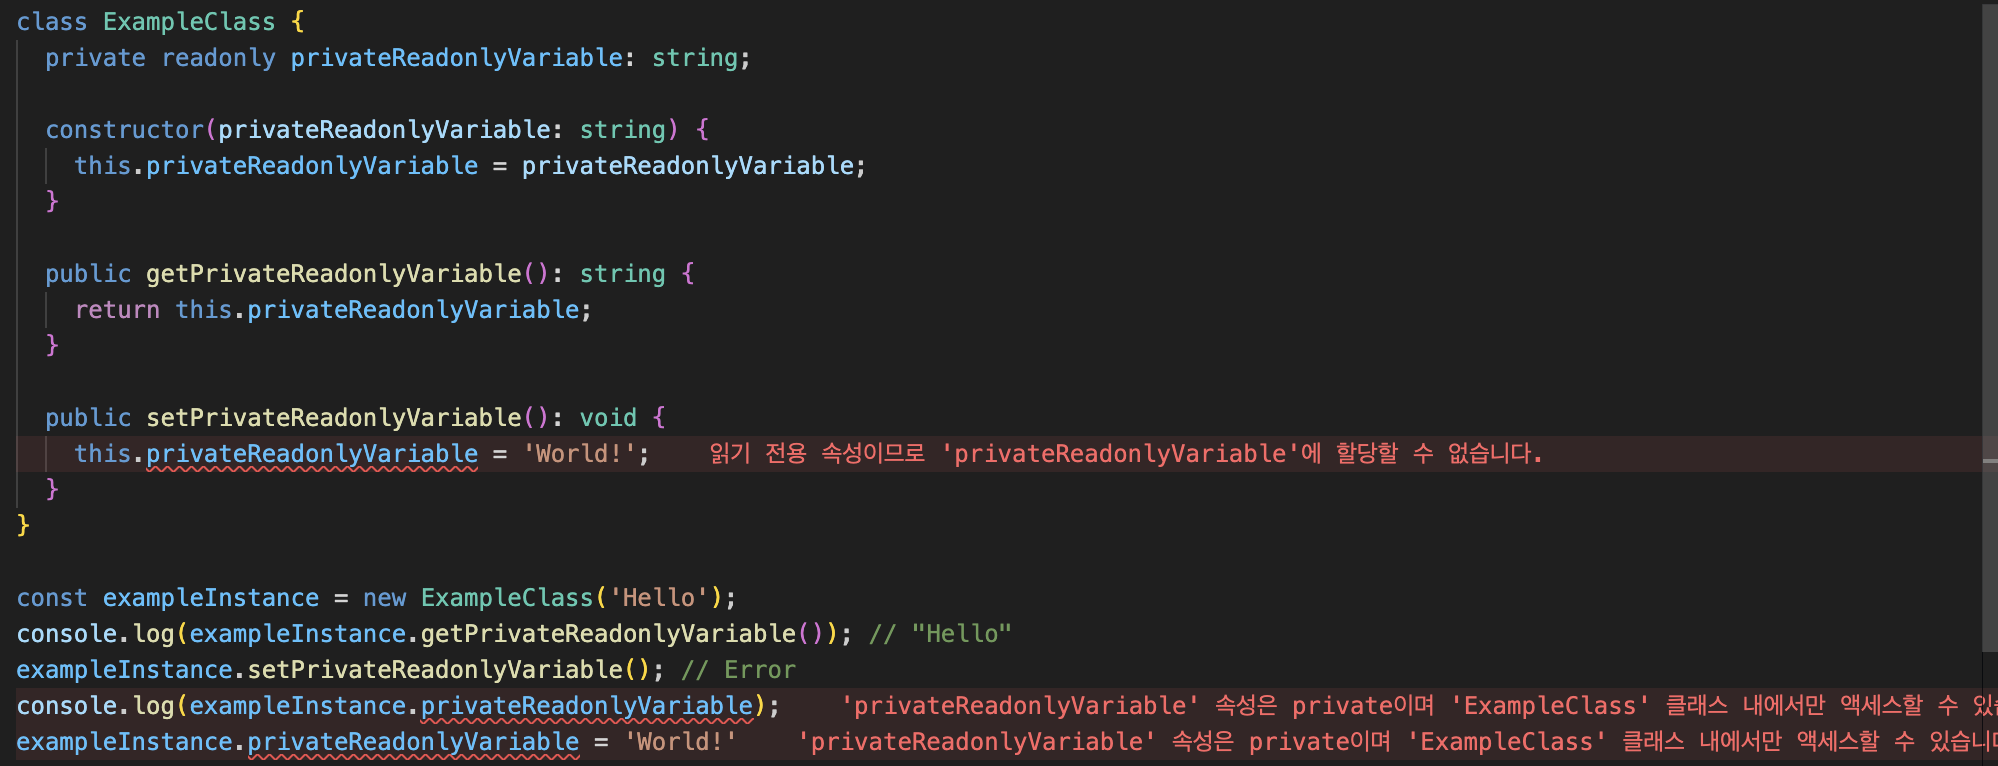 class ExampleClass {
private readonly privateReadonlyVariable: string;
constructor(privateReadonlyVariable: string) {
this.privateReadonlyVariable = privateReadonlyVariable;
}
public getPrivateReadonlyVariable(): string {
return this.privateReadonlyVariable;
}
public setPrivateReadonlyVariable(): void {
this.privateReadonlyVariable = 'World!'; 읽기 전용 속성이므로 'privateReadonlyVariable'에 할당할 수 없습니다.
}
}
const exampleInstance = new ExampleClass('Hello');
console.log(exampleInstance.getPrivateReadonlyVariable()); // "Hello"
exampleInstance.setPrivateReadonlyVariable(); // Error
console.log(exampleInstance.privateReadonlyVariable); 'privateReadonlyVariable' 속성은 private이며 'ExampleClass' 클래스 내에서만 액세스할 수
exampleInstance.privateReadonlyVariable = 'World!' 'privateReadonlyVariable' 속성은 private이며 'ExampleClass' 클래스 내에서만 액세스할 수